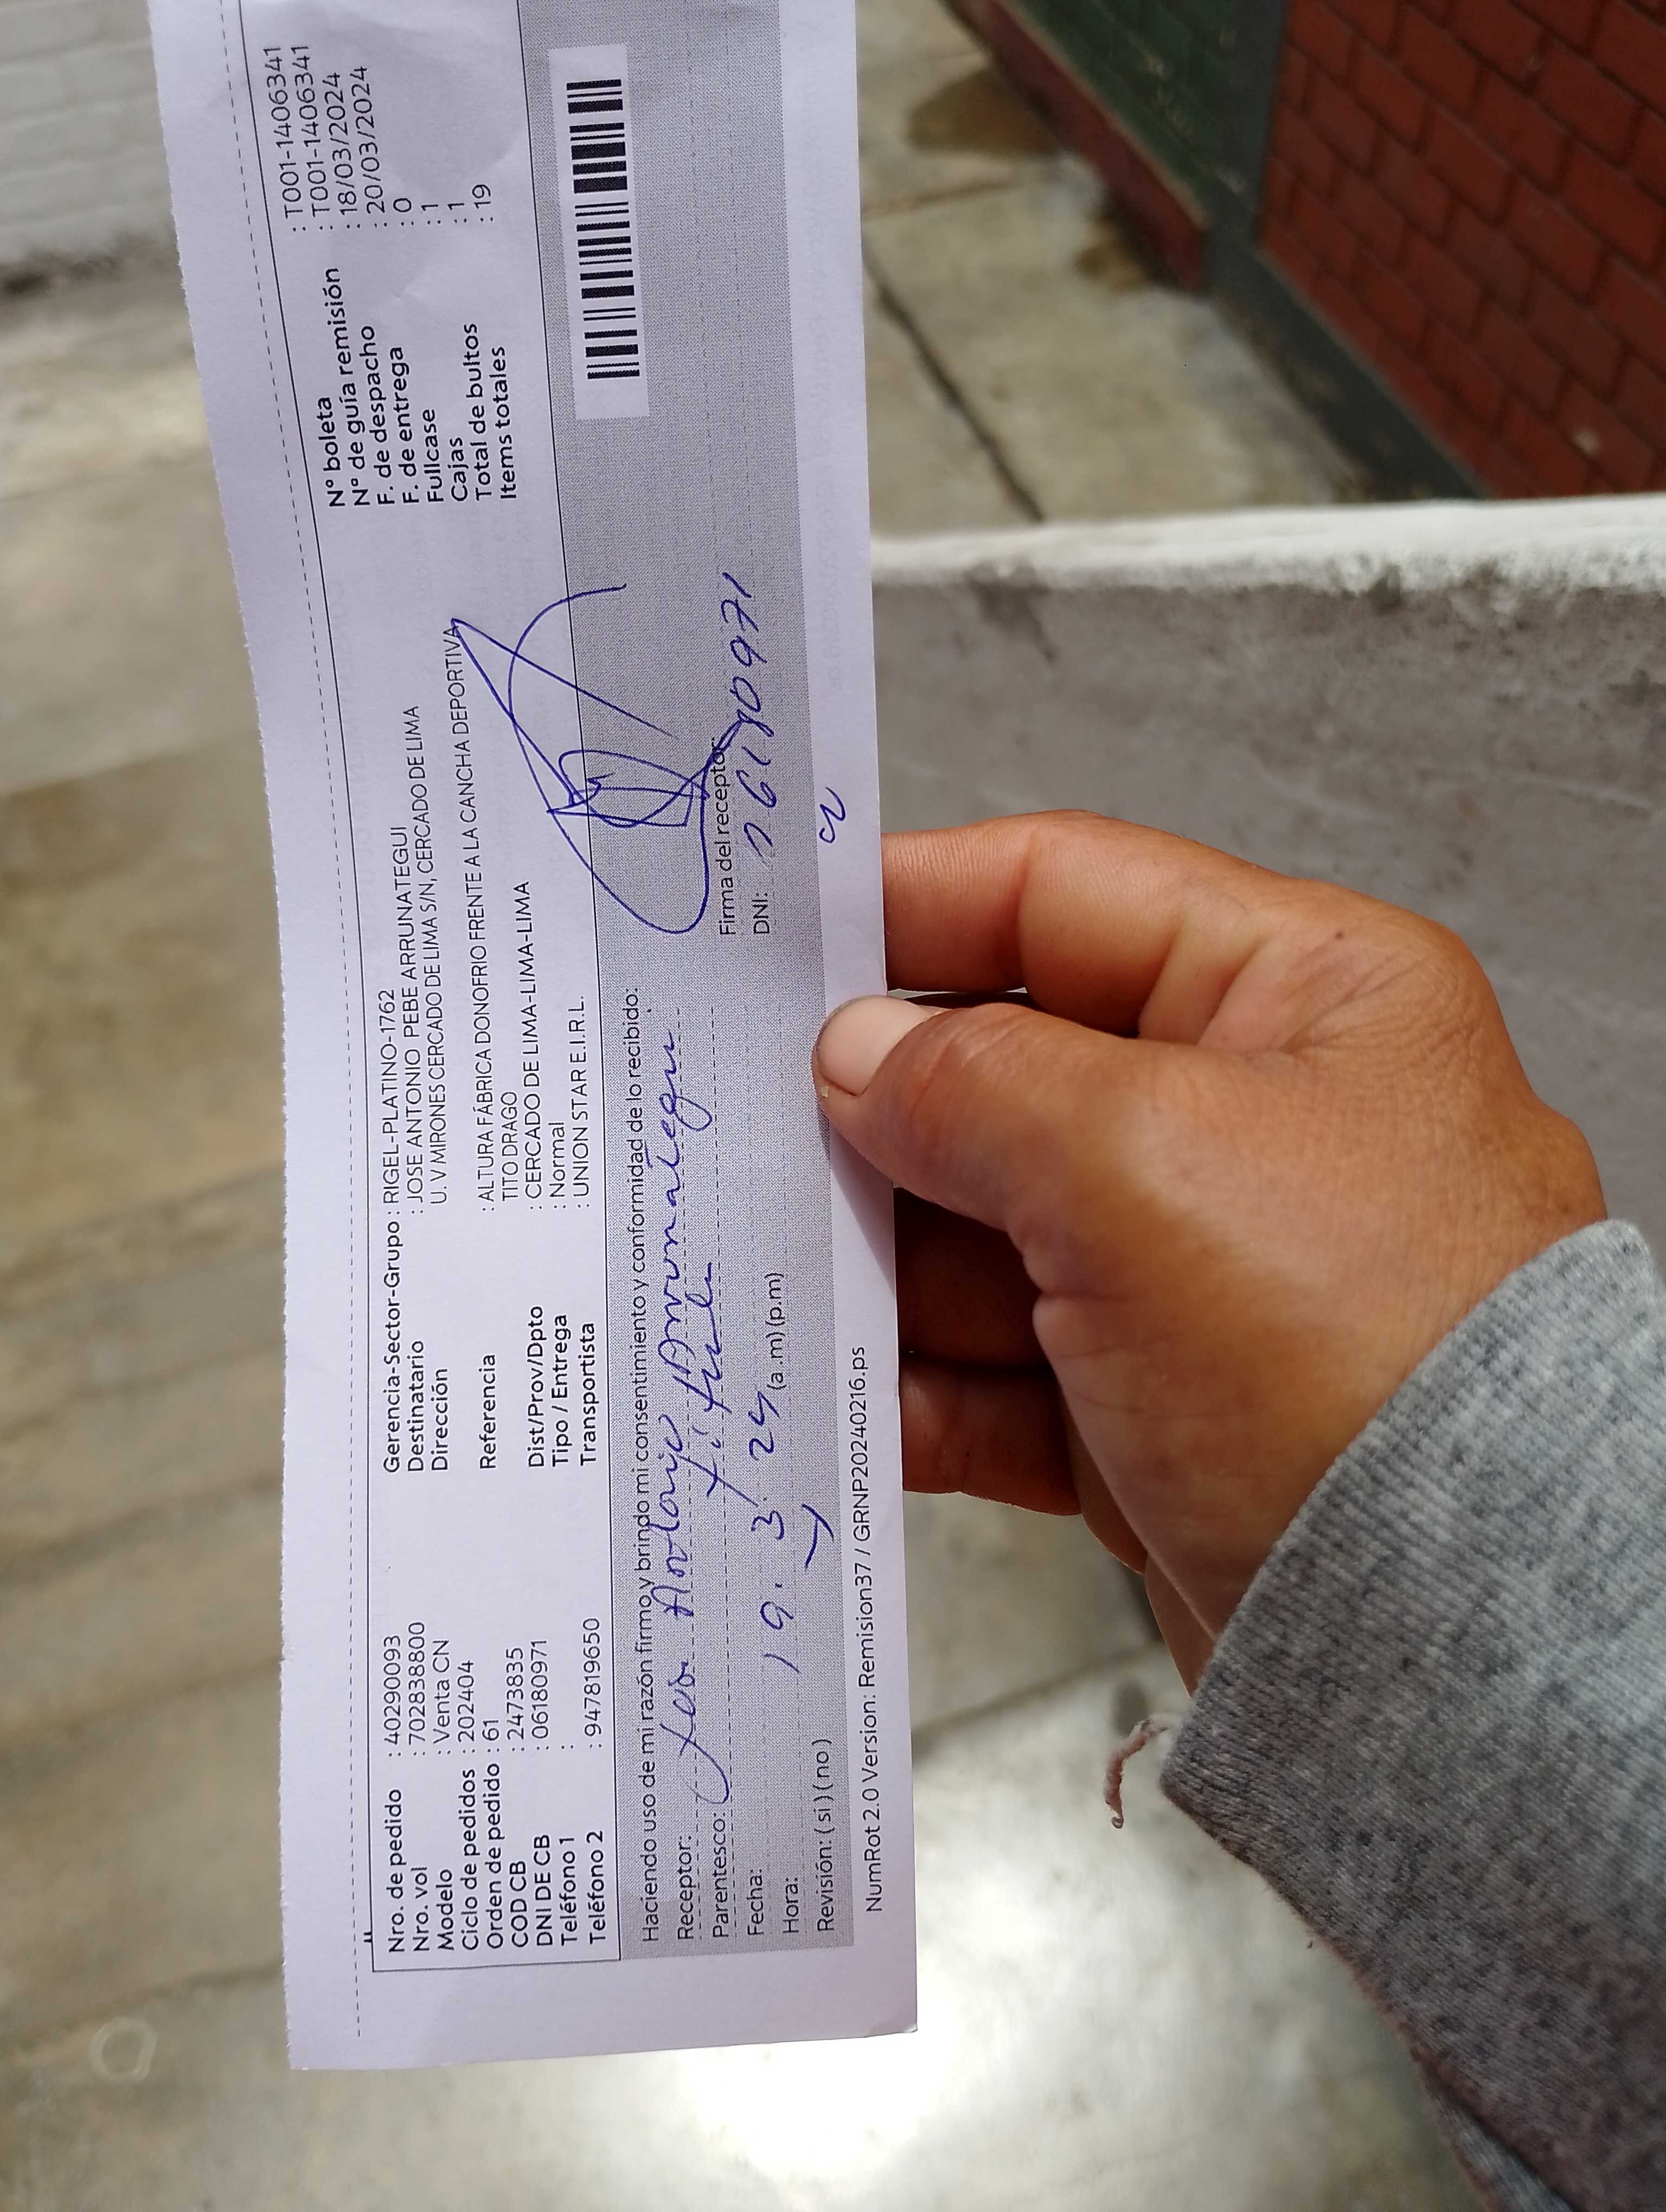 Nro. de pedido : 40290093
Nro. vol : 702838800
Modelo : Venta CN
Ciclo de pedidos : 202404
Orden de pedido : 61
COD CB : 2473835
DNI DE CB : 06180971
Teléfono 1 :
Teléfono 2 : 947819650
Gerencia-Sector-Grupo : RIGEL-PLATINO-1762
Destinatario : JOSE ANTONIO PEBE ARRUNATEGUI
Dirección U. V MIRONES CERCADO DE LIMA S/N, CERCADO DE LIMA
Referencia : ALTURA FÁBRICA DONOFRIO FRENTE A LA CANCHA DEPORTIVA
TITO DRAGO
Dist/Prov/Dpto : CERCADO DE LIMA-LIMA-LIMA
Tipo / Entrega : Normal
Transportista : UNION STAR E.I.R.L.
N° boleta : T001-1406341
N° de guía remisión : T001-1406341
F. de despacho : 18/03/2024
F. de entrega : 20/03/2024
Fullcase : 0
Cajas : 1
Total de bultos : 1
Items totales : 19
Haciendo uso de mi razón firmo y brindo mi consentimiento y conformidad de lo recibido:
Receptor: Jose Antonio Arrunategui
Parentesco: Titular
Fecha: 19. 3. 24
Hora: (a.m) (p.m)
Revisión: ( si ) ( no )
Firma del receptor:
DNI: 06180971
NumRot 2.0 Version: Remision37 / GRNP20240216.ps